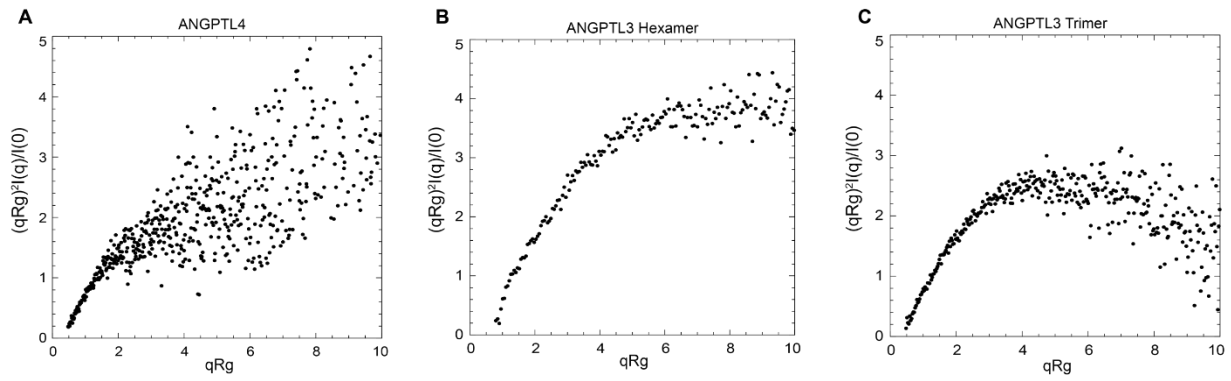 A
ANGPTL4
(qRg)²I(q)/I(0)
5
4
3
2
1
0
0 2 4 6 8 10
qRg
B
ANGPTL3 Hexamer
(qRg)²I(q)/I(0)
5
4
3
2
1
0
0 2 4 6 8 10
qRg
C
ANGPTL3 Trimer
(qRg)²I(q)/I(0)
5
4
3
2
1
0
0 2 4 6 8 10
qRg